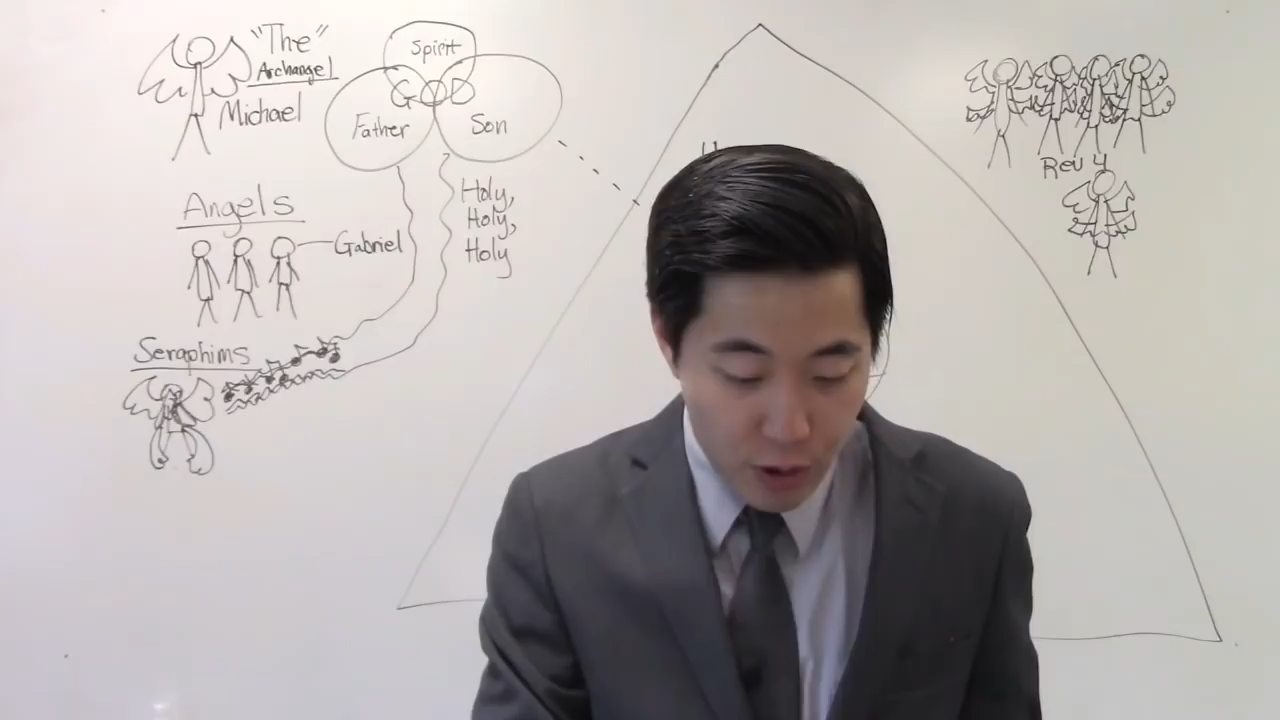 "The"
Archangel
Michael
Spirit
GOD
Father
Son
Holy,
Holy,
Holy
Angels
Gabriel
Seraphims
Rev 4